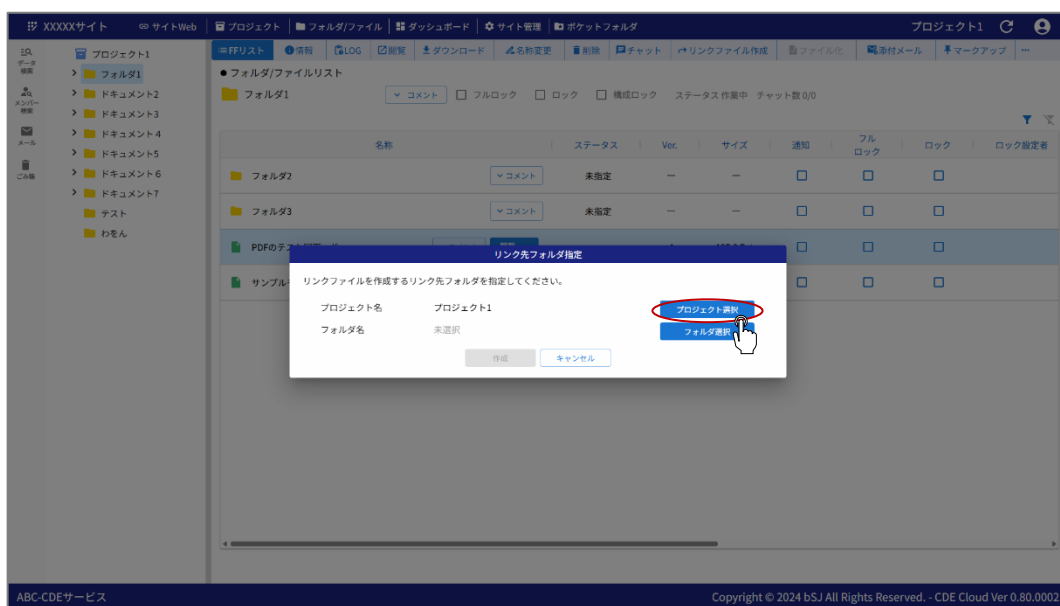 XXXXXサイト サイトWeb プロジェクト フォルダ/ファイル ダッシュボード サイト管理 ポケットフォルダ プロジェクト1
データ検索
メンバー検索
メール
ごみ箱
プロジェクト1
フォルダ1
ドキュメント2
ドキュメント3
ドキュメント4
ドキュメント5
ドキュメント6
ドキュメント7
テスト
わをん
FFリスト 情報 LOG 閲覧 ダウンロード 名称変更 削除 チャット リンクファイル作成 ファイル化 添付メール マークアップ …
●フォルダ/ファイルリスト
フォルダ1 コメント フルロック ロック 構成ロック ステータス 作業中 チャット数 0/0
名称 ステータス Ver. サイズ 通知 フルロック ロック ロック設定者
フォルダ2 コメント 未指定 — —
フォルダ3 コメント 未指定 — —
PDFのテ
サンプル
リンク先フォルダ指定
リンクファイルを作成するリンク先フォルダを指定してください。
プロジェクト名 プロジェクト1 プロジェクト選択
フォルダ名 未選択 フォルダ選択
作成 キャンセル
ABC-CDEサービス Copyright © 2024 bSJ All Rights Reserved. - CDE Cloud Ver 0.80.0002